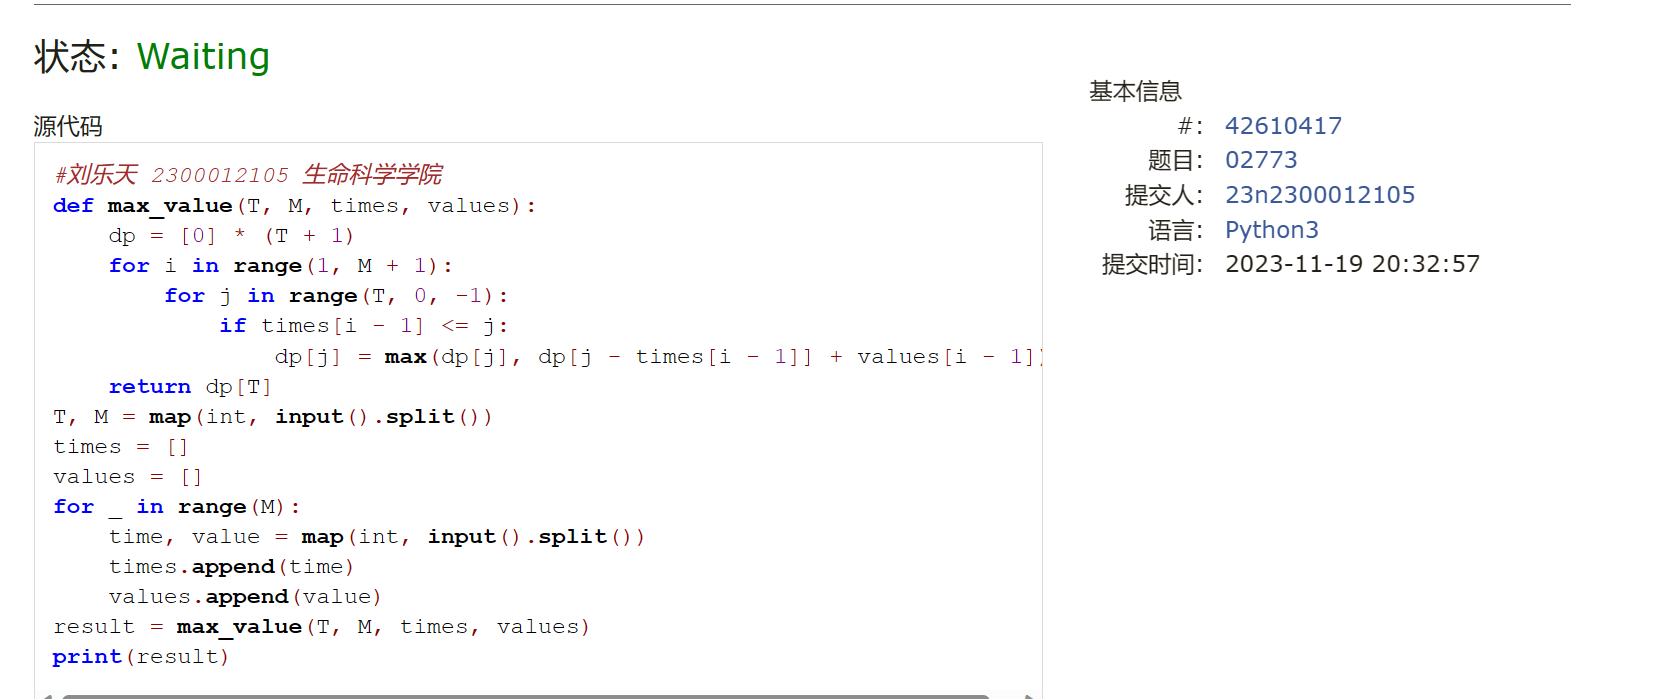 状态: Waiting
源代码
#刘乐天 2300012105 生命科学学院
def max_value(T, M, times, values):
    dp = [0] * (T + 1)
    for i in range(1, M + 1):
        for j in range(T, 0, -1):
            if times[i - 1] <= j:
                dp[j] = max(dp[j], dp[j - times[i - 1]] + values[i - 1])
    return dp[T]
T, M = map(int, input().split())
times = []
values = []
for _ in range(M):
    time, value = map(int, input().split())
    times.append(time)
    values.append(value)
result = max_value(T, M, times, values)
print(result)
基本信息
#: 42610417
题目: 02773
提交人: 23n2300012105
语言: Python3
提交时间: 2023-11-19 20:32:57